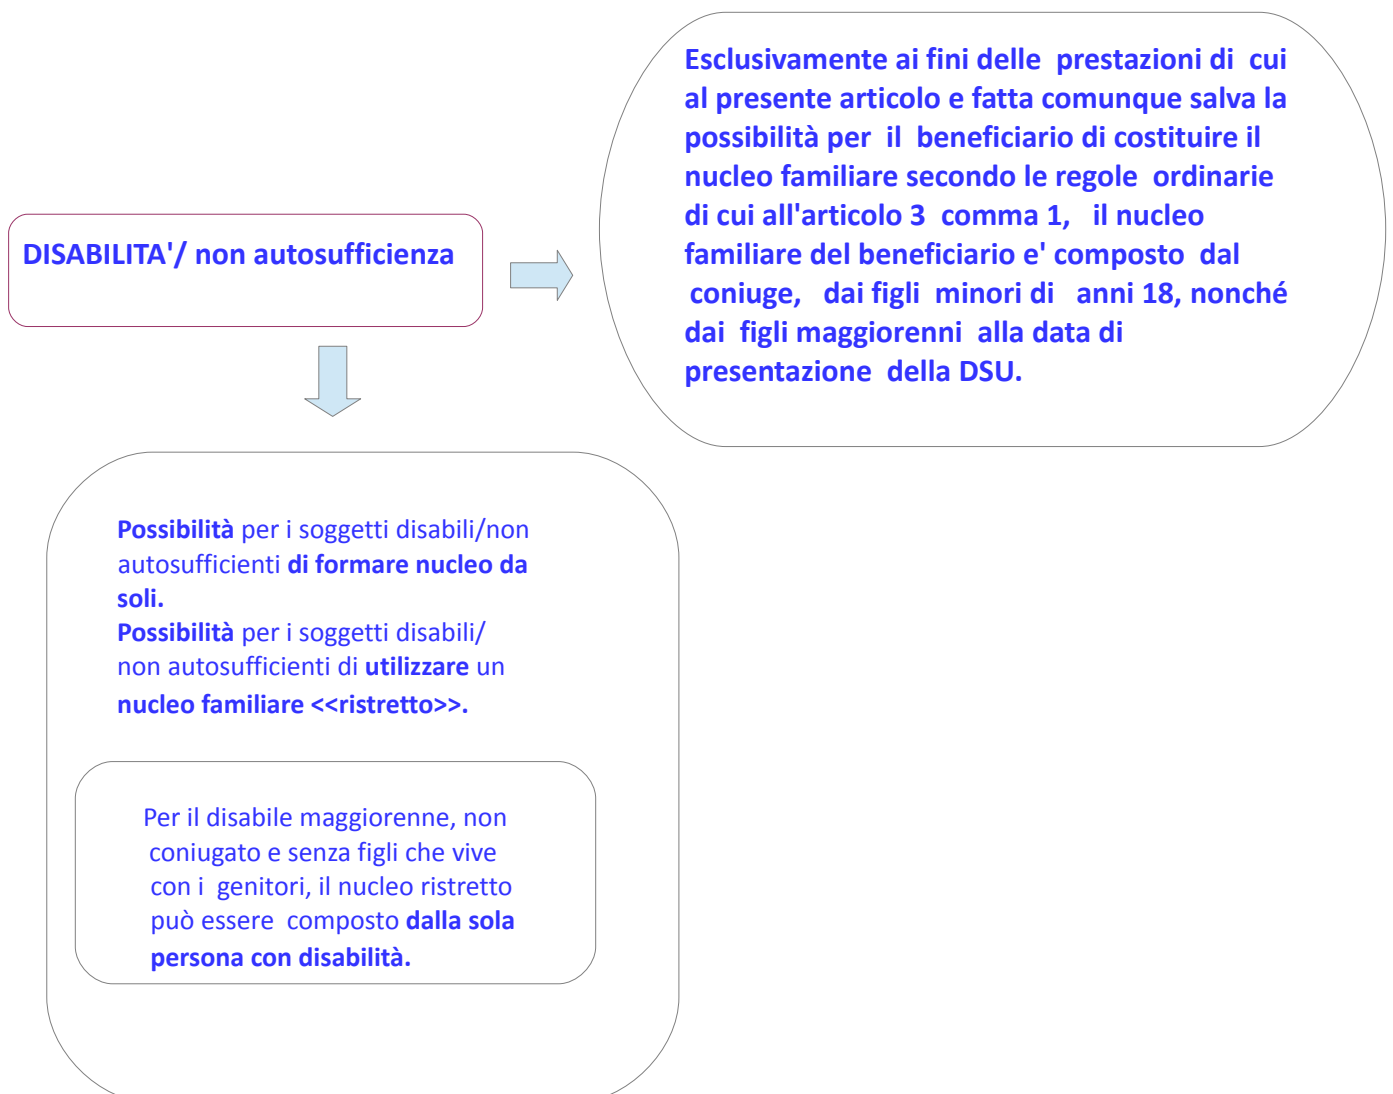 DISABILITA'/ non autosufficienza
Esclusivamente ai fini delle prestazioni di cui
al presente articolo e fatta comunque salva la
possibilità per il beneficiario di costituire il
nucleo familiare secondo le regole ordinarie
di cui all'articolo 3 comma 1, il nucleo
familiare del beneficiario e' composto dal
coniuge, dai figli minori di anni 18, nonché
dai figli maggiorenni alla data di
presentazione della DSU.
Possibilità per i soggetti disabili/non
autosufficienti di formare nucleo da
soli.
Possibilità per i soggetti disabili/
non autosufficienti di utilizzare un
nucleo familiare <<ristretto>>.
Per il disabile maggiorenne, non
coniugato e senza figli che vive
con i genitori, il nucleo ristretto
può essere composto dalla sola
persona con disabilità.